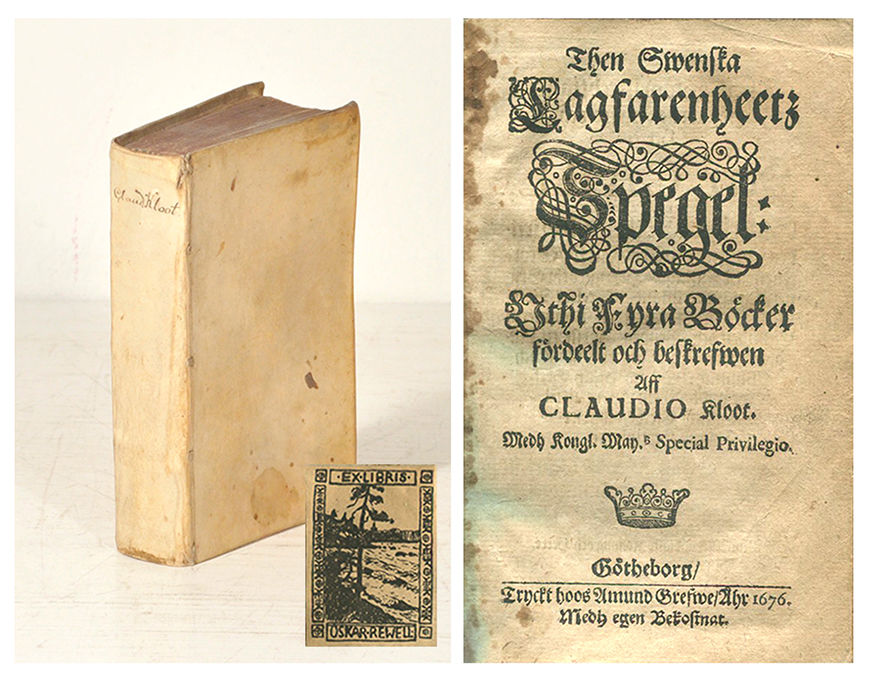 Claud Kloot
EX·LIBRIS
OSKAR·REWELL
Then Swenska
Lagfarenheetz
Spegel:
Uthi Fyra Böcker
fördeelt och beskrefwen
Aff
CLAUDIO Kloot.
Medh Kongl. May.ᵗᶻ Special Privilegio.
Götheborg/
Tryckt hoos Amund Grefwe/Ahr 1676.
Medh egen Bekostnat.